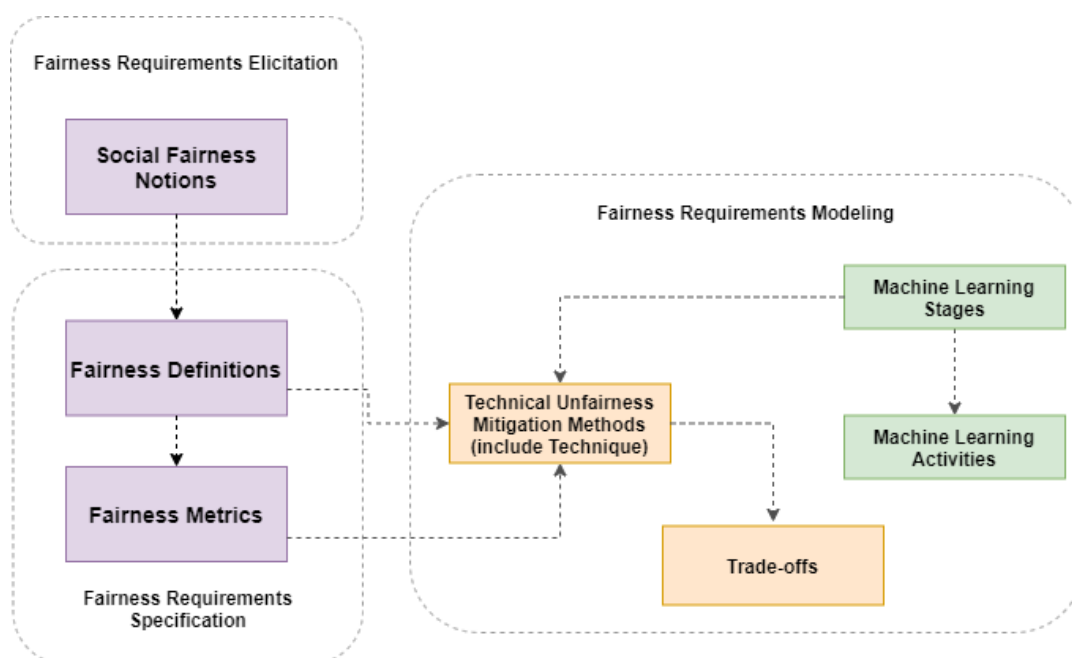 Fairness Requirements Elicitation
Social Fairness
Notions
Fairness Definitions
Fairness Metrics
Fairness Requirements
Specification
Fairness Requirements Modeling
Machine Learning
Stages
Technical Unfairness
Mitigation Methods
(include Technique)
Machine Learning
Activities
Trade-offs